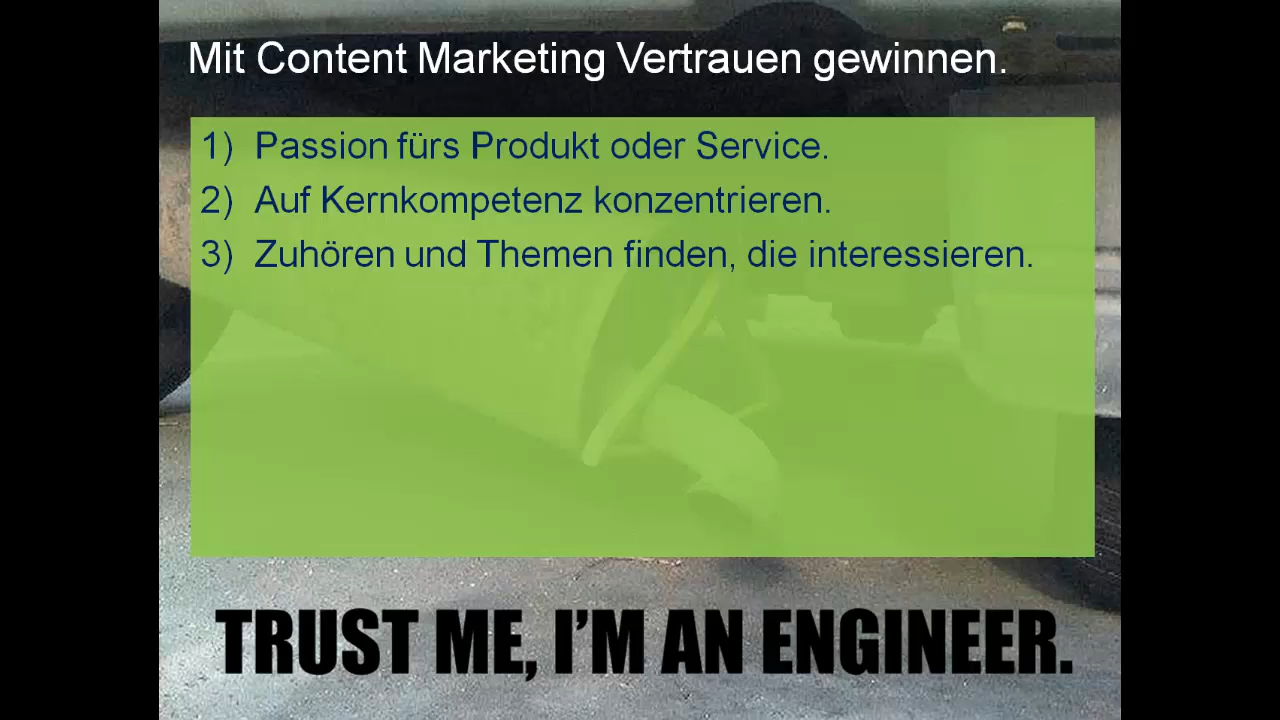 Mit Content Marketing Vertrauen gewinnen.
1) Passion fürs Produkt oder Service.
2) Auf Kernkompetenz konzentrieren.
3) Zuhören und Themen finden, die interessieren.
TRUST ME, I'M AN ENGINEER.